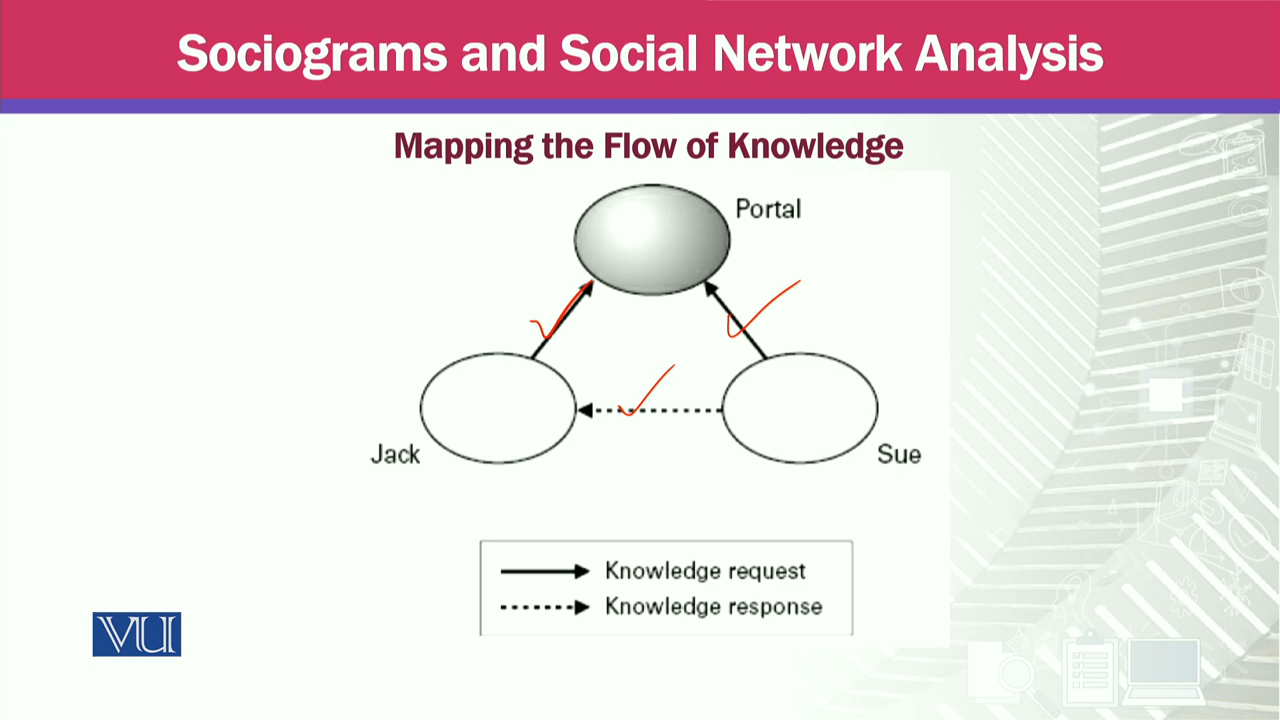 Sociograms and Social Network Analysis
Mapping the Flow of Knowledge
Portal
Jack
Sue
Knowledge request
Knowledge response
VU